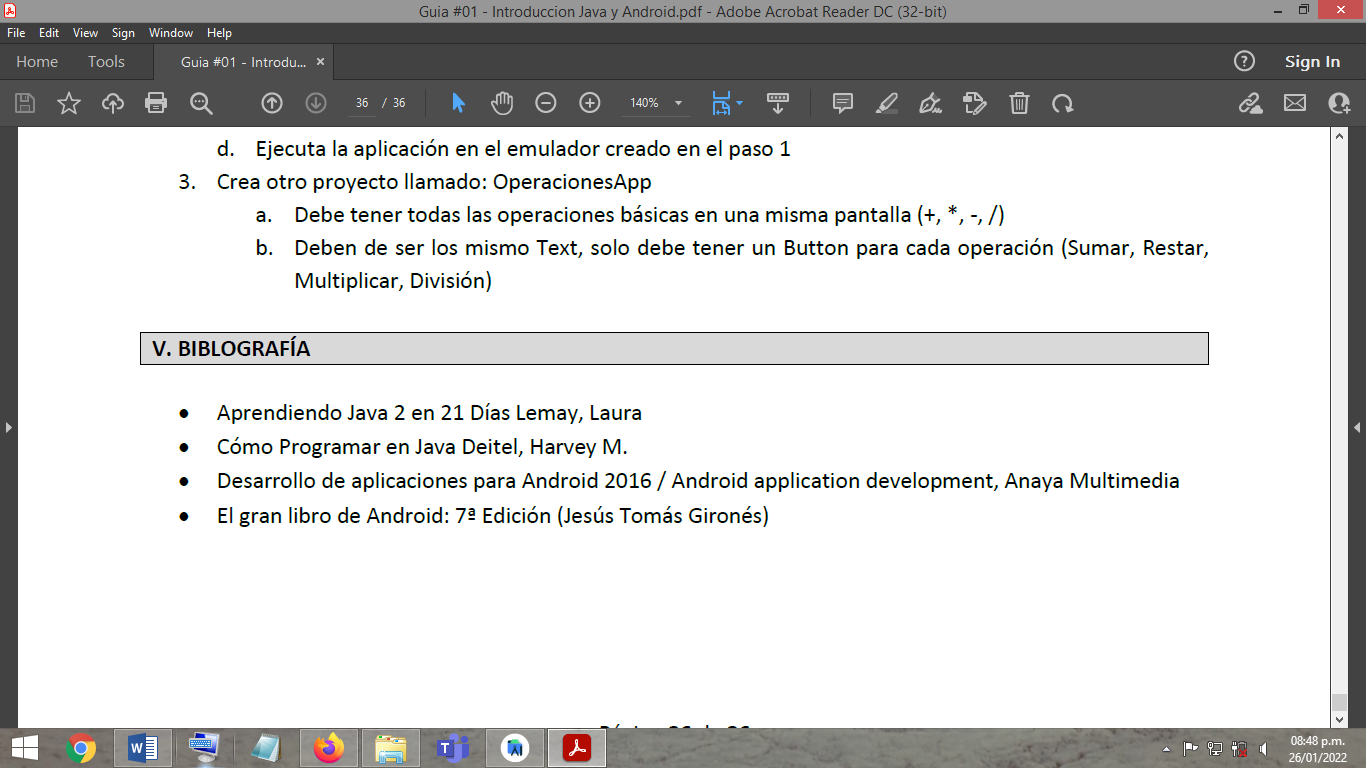 Guia #01 - Introduccion Java y Android.pdf - Adobe Acrobat Reader DC (32-bit)
File Edit View Sign Window Help
Home Tools Guia #01 - Introdu... × ? Sign In
36 / 36 140%
d. Ejecuta la aplicación en el emulador creado en el paso 1
3. Crea otro proyecto llamado: OperacionesApp
a. Debe tener todas las operaciones básicas en una misma pantalla (+, *, -, /)
b. Deben de ser los mismo Text, solo debe tener un Button para cada operación (Sumar, Restar,
Multiplicar, División)
V. BIBLOGRAFÍA
• Aprendiendo Java 2 en 21 Días Lemay, Laura
• Cómo Programar en Java Deitel, Harvey M.
• Desarrollo de aplicaciones para Android 2016 / Android application development, Anaya Multimedia
• El gran libro de Android: 7ª Edición (Jesús Tomás Gironés)
08:48 p.m.
26/01/2022